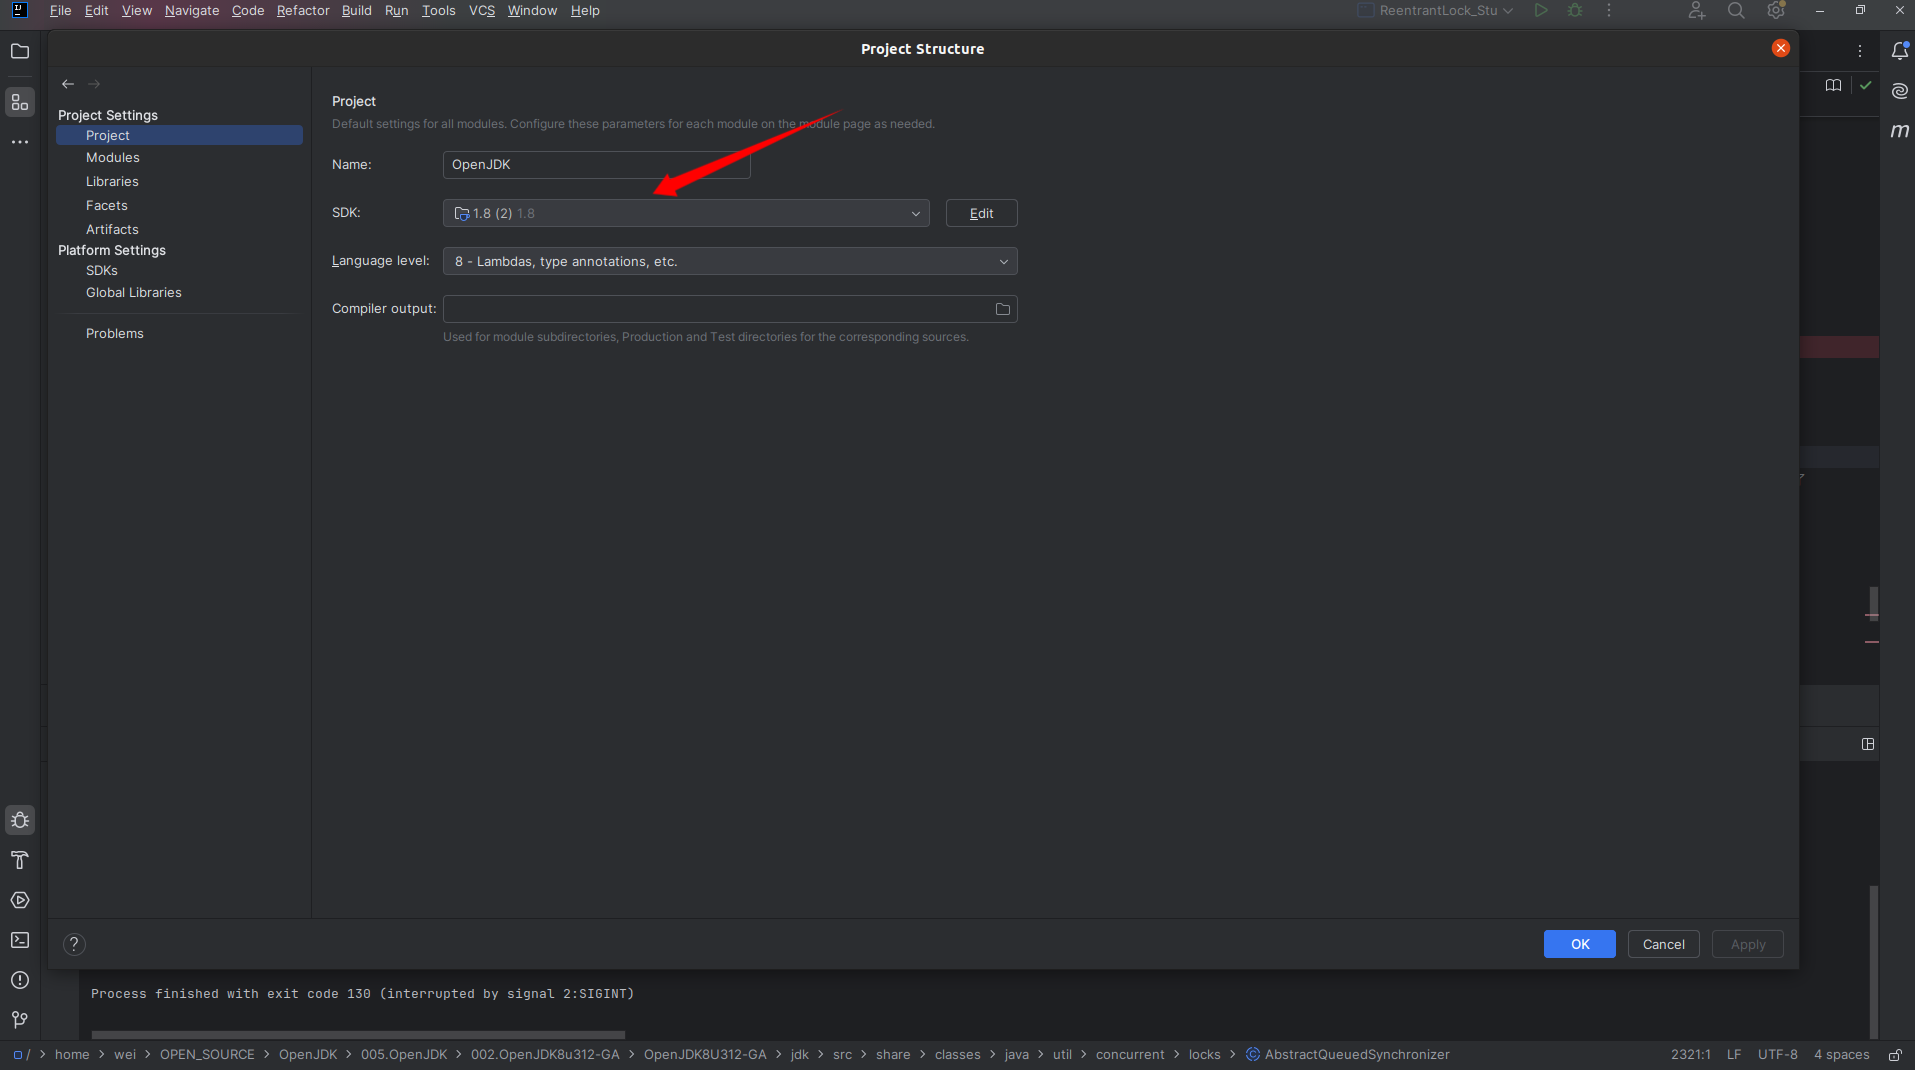 File Edit View Navigate Code Refactor Build Run Tools VCS Window Help ReentrantLock_Stu
Project Structure
Project Settings
Project
Modules
Libraries
Facets
Artifacts
Platform Settings
SDKs
Global Libraries
Problems
Project
Default settings for all modules. Configure these parameters for each module on the module page as needed.
Name: OpenJDK
SDK: 1.8 (2) 1.8 Edit
Language level: 8 - Lambdas, type annotations, etc.
Compiler output:
Used for module subdirectories, Production and Test directories for the corresponding sources.
m
? OK Cancel Apply
Process finished with exit code 130 (interrupted by signal 2:SIGINT)
/ > home > wei > OPEN_SOURCE > OpenJDK > 005.OpenJDK > 002.OpenJDK8u312-GA > OpenJDK8U312-GA > jdk > src > share > classes > java > util > concurrent > locks > AbstractQueuedSynchronizer 2321:1 LF UTF-8 4 spaces